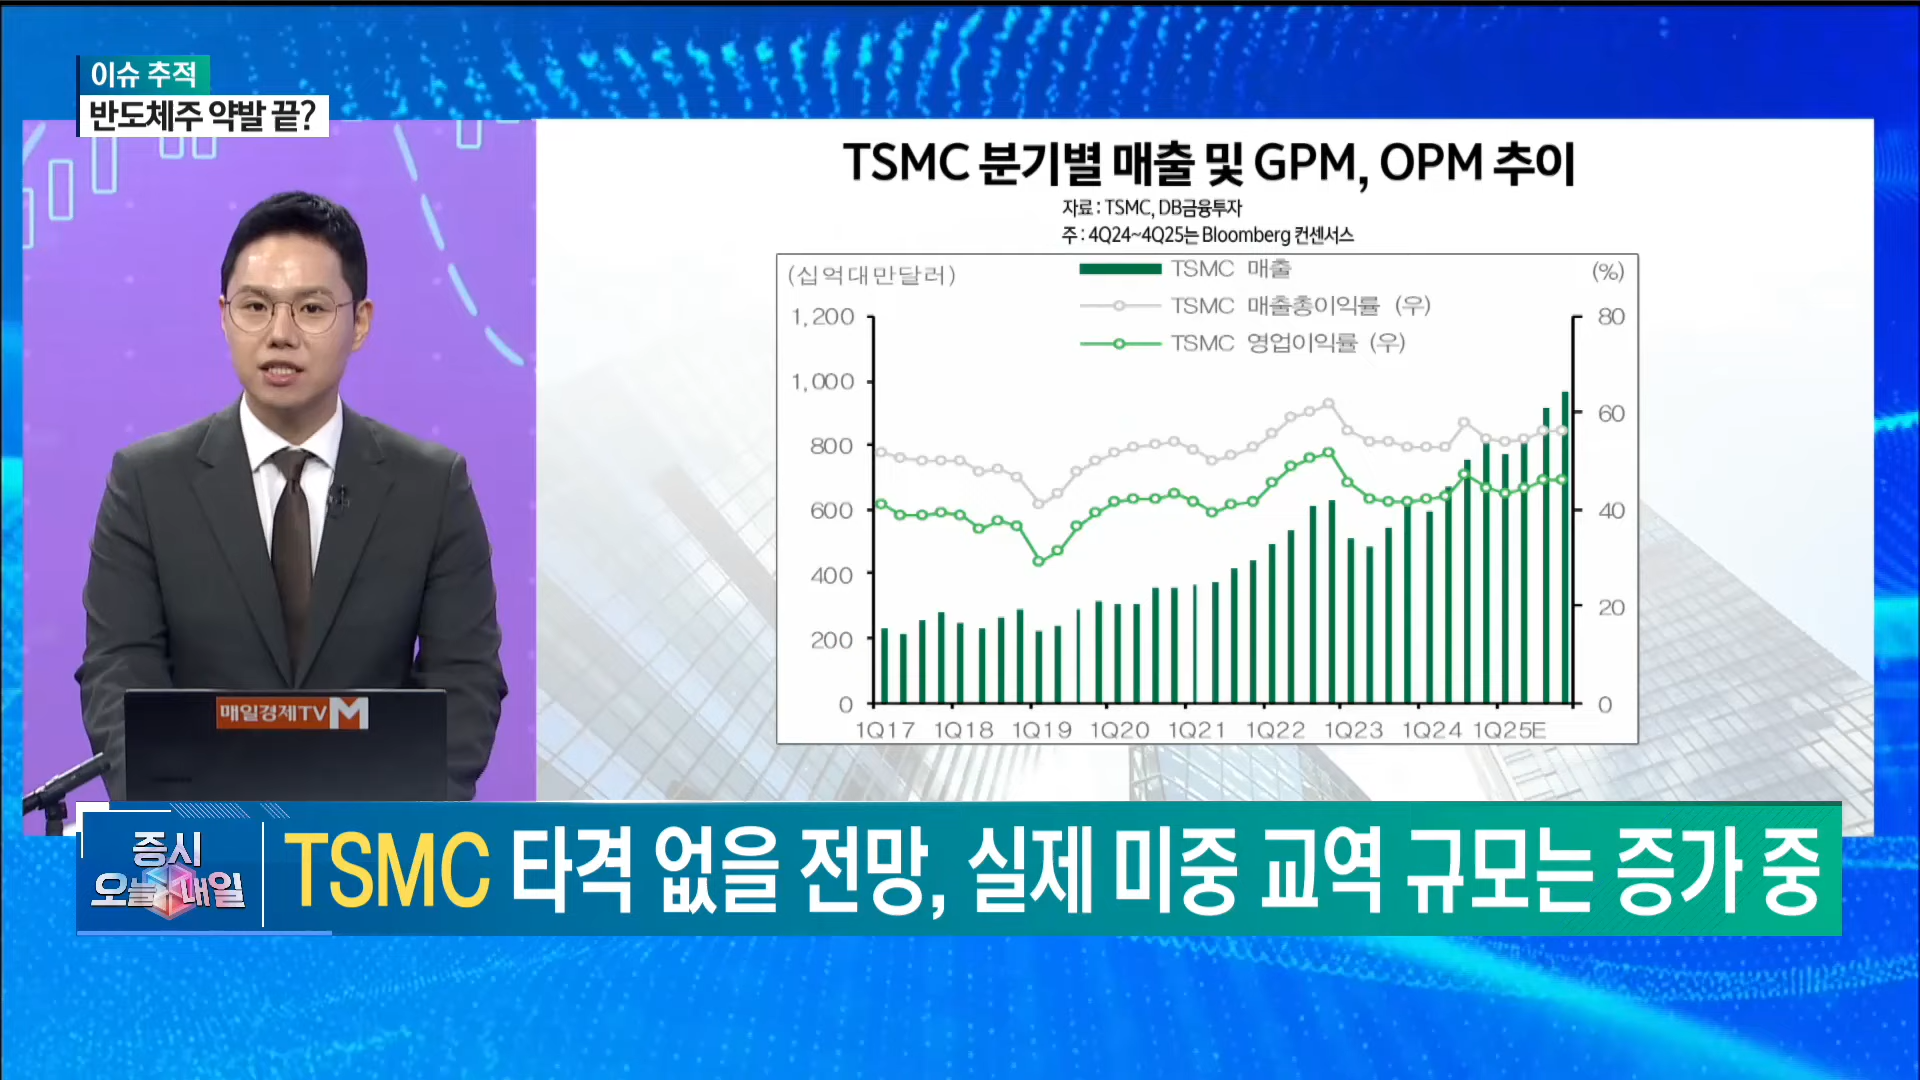 이슈 추적
반도체주 약발 끝?
TSMC 분기별 매출 및 GPM, OPM 추이
자료 : TSMC, DB금융투자
주 : 4Q24~4Q25는 Bloomberg 컨센서스
(십억대만달러)
TSMC 매출
(%)
TSMC 매출총이익률 (우)
TSMC 영업이익률 (우)
1,200
80
1,000
60
800
600
40
400
20
200
0
0
1Q17 1Q18 1Q19 1Q20 1Q21 1Q22 1Q23 1Q24 1Q25E
매일경제TV M
증시
오늘 매일
TSMC 타격 없을 전망, 실제 미중 교역 규모는 증가 중